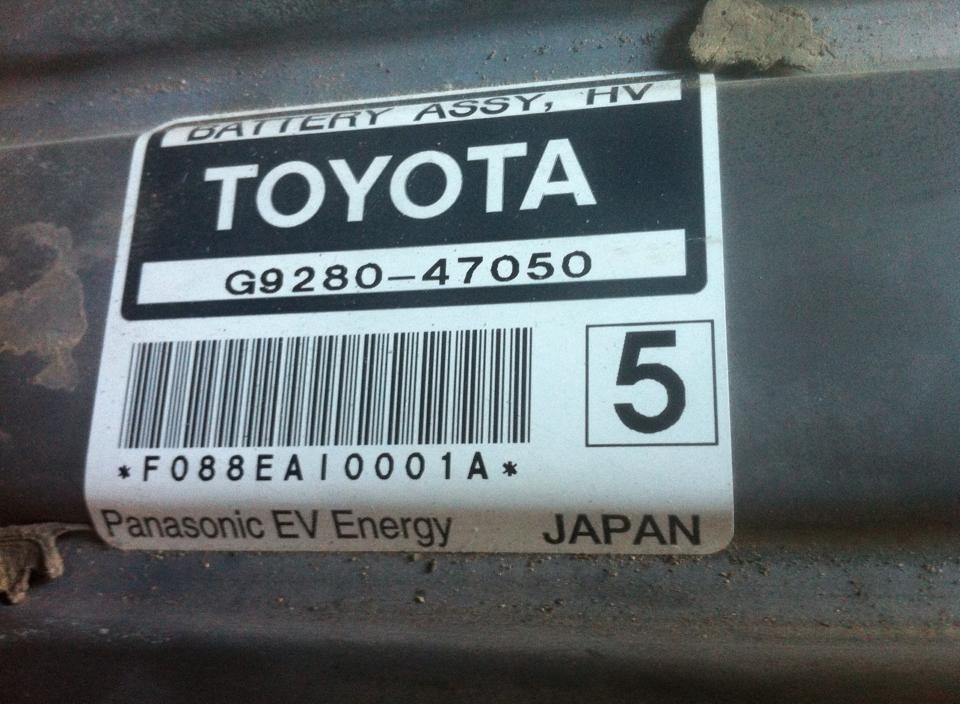 BATTERY ASSY, HV
TOYOTA
G9280-47050
5
*F088EAI0001A*
Panasonic EV Energy JAPAN